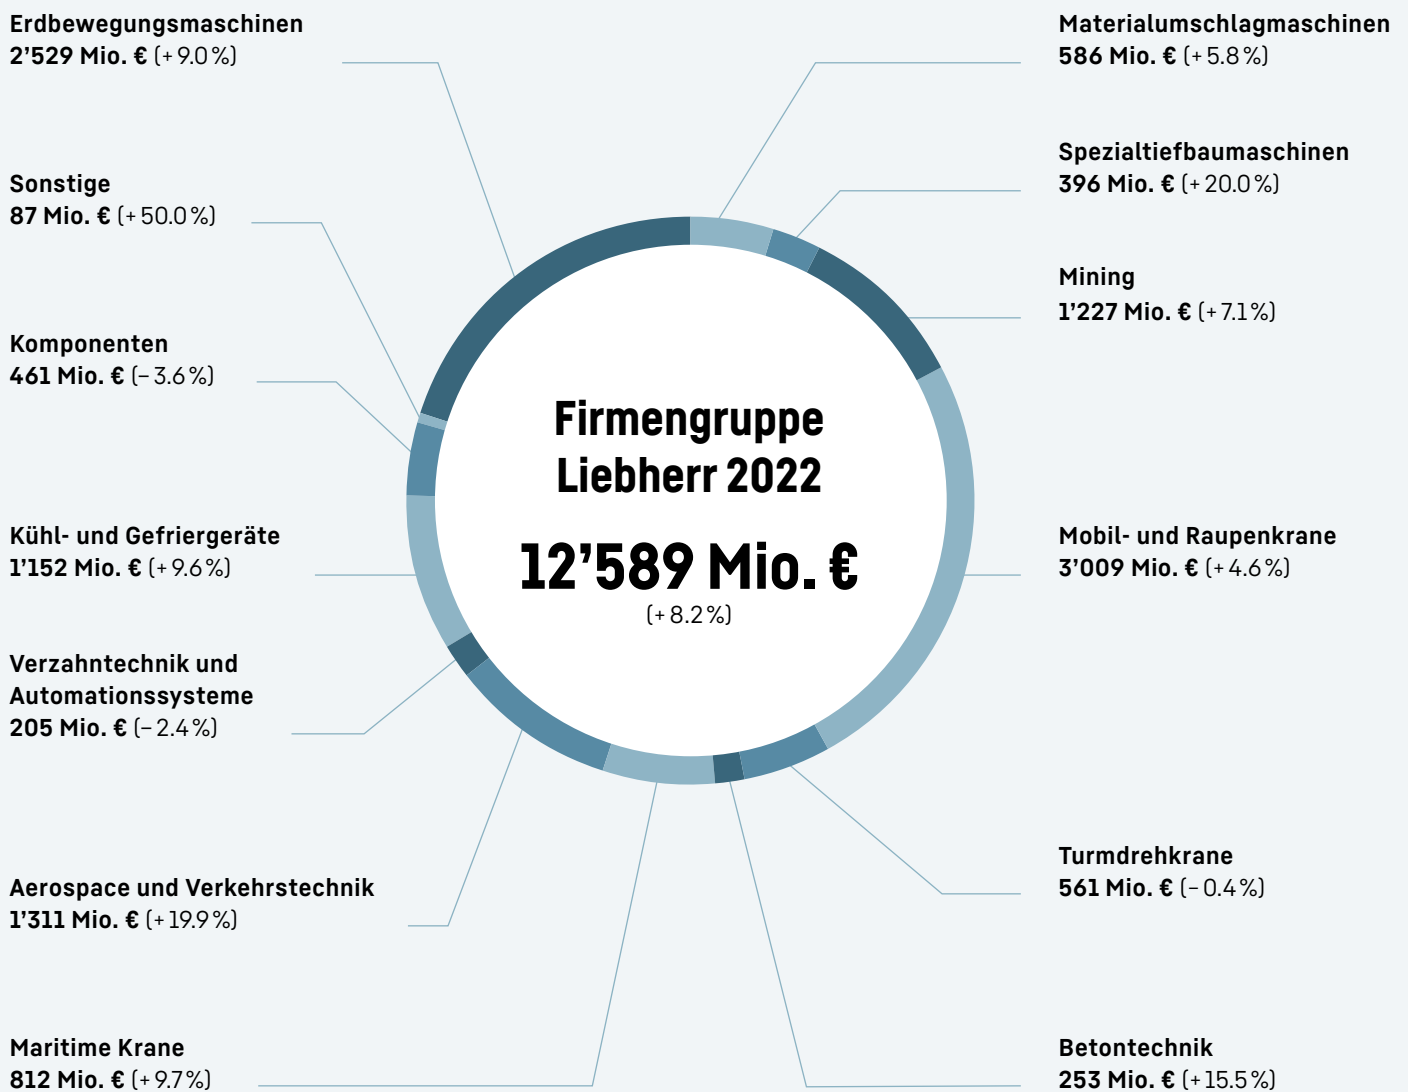 Erdbewegungsmaschinen
2’529 Mio. € (+ 9.0 %)
Sonstige
87 Mio. € (+ 50.0 %)
Komponenten
461 Mio. € (– 3.6 %)
Kühl- und Gefriergeräte
1’152 Mio. € (+ 9.6 %)
Verzahntechnik und
Automationssysteme
205 Mio. € (– 2.4 %)
Aerospace und Verkehrstechnik
1’311 Mio. € (+ 19.9 %)
Maritime Krane
812 Mio. € (+ 9.7 %)
Firmengruppe
Liebherr 2022
12’589 Mio. €
(+ 8.2 %)
Materialumschlagmaschinen
586 Mio. € (+ 5.8 %)
Spezialtiefbaumaschinen
396 Mio. € (+ 20.0 %)
Mining
1’227 Mio. € (+ 7.1 %)
Mobil- und Raupenkrane
3’009 Mio. € (+ 4.6 %)
Turmdrehkrane
561 Mio. € (– 0.4 %)
Betontechnik
253 Mio. € (+ 15.5 %)